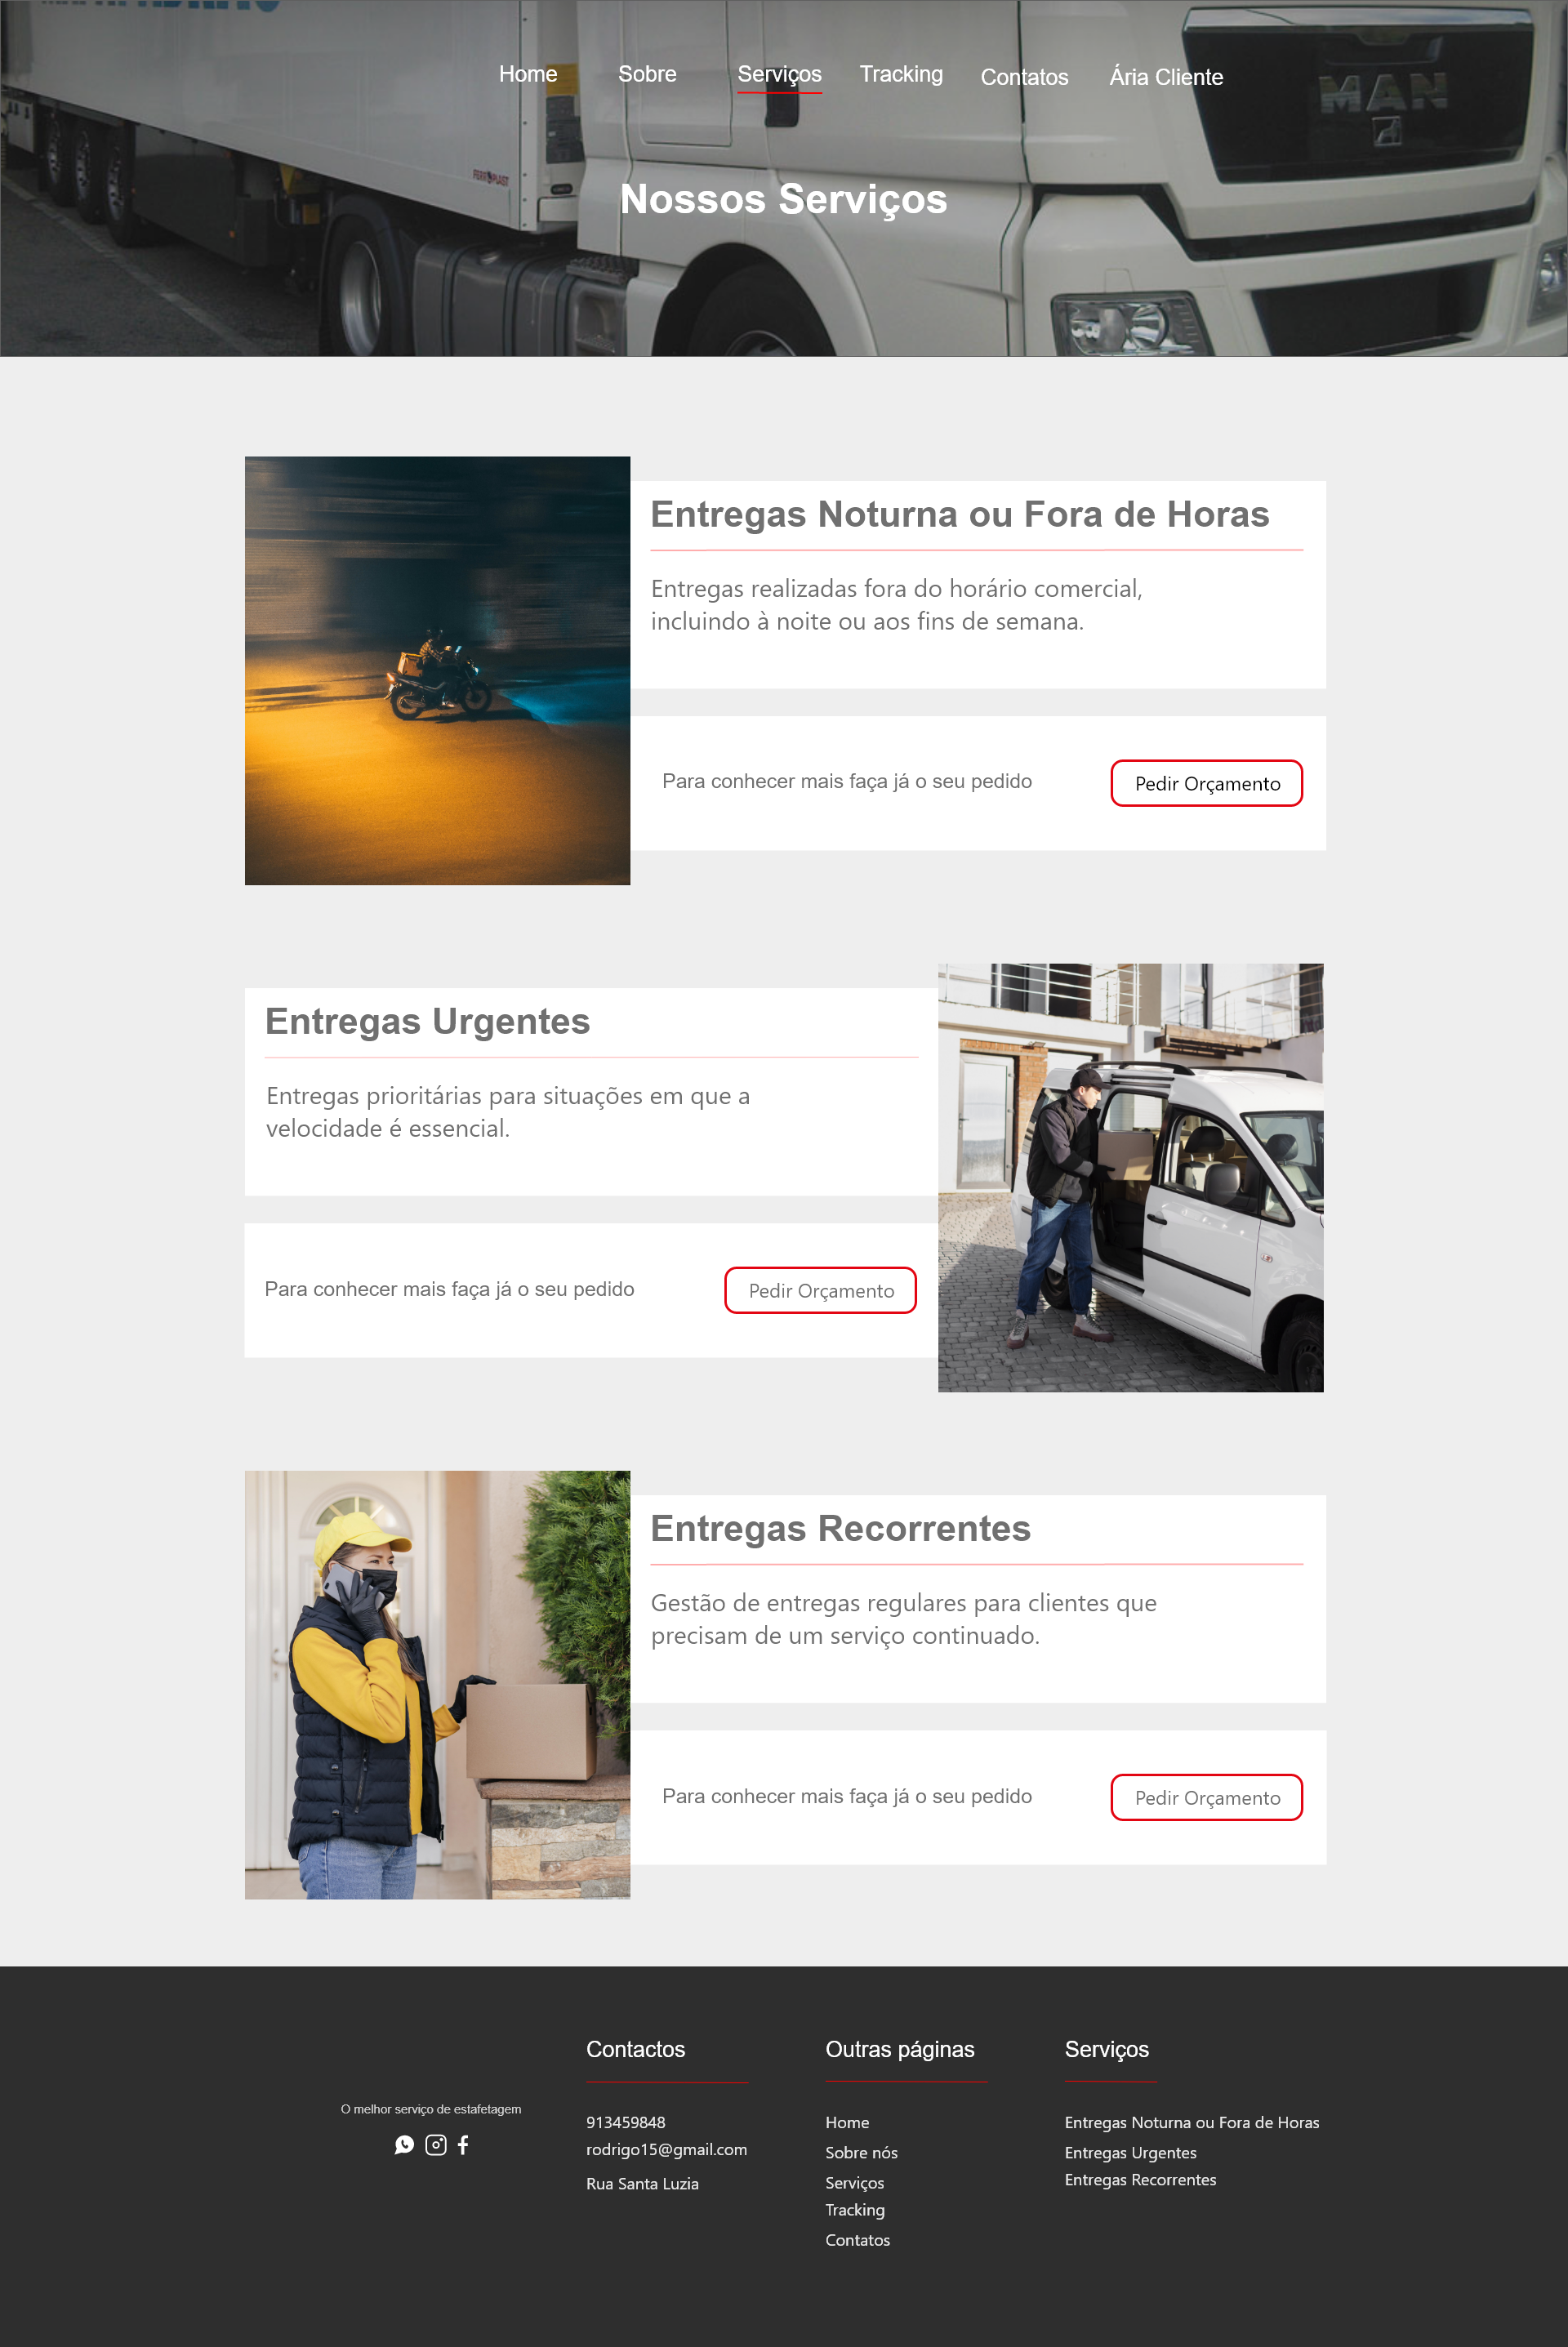 Home Sobre Serviços Tracking Contatos Ária Cliente
MAN
FERROPLAST
Nossos Serviços
Entregas Noturna ou Fora de Horas
Entregas realizadas fora do horário comercial,
incluindo à noite ou aos fins de semana.
Para conhecer mais faça já o seu pedido
Pedir Orçamento
Entregas Urgentes
Entregas prioritárias para situações em que a
velocidade é essencial.
Para conhecer mais faça já o seu pedido
Pedir Orçamento
Entregas Recorrentes
Gestão de entregas regulares para clientes que
precisam de um serviço continuado.
Para conhecer mais faça já o seu pedido
Pedir Orçamento
O melhor serviço de estafetagem
Contactos
913459848
rodrigo15@gmail.com
Rua Santa Luzia
Outras páginas
Home
Sobre nós
Serviços
Tracking
Contatos
Serviços
Entregas Noturna ou Fora de Horas
Entregas Urgentes
Entregas Recorrentes